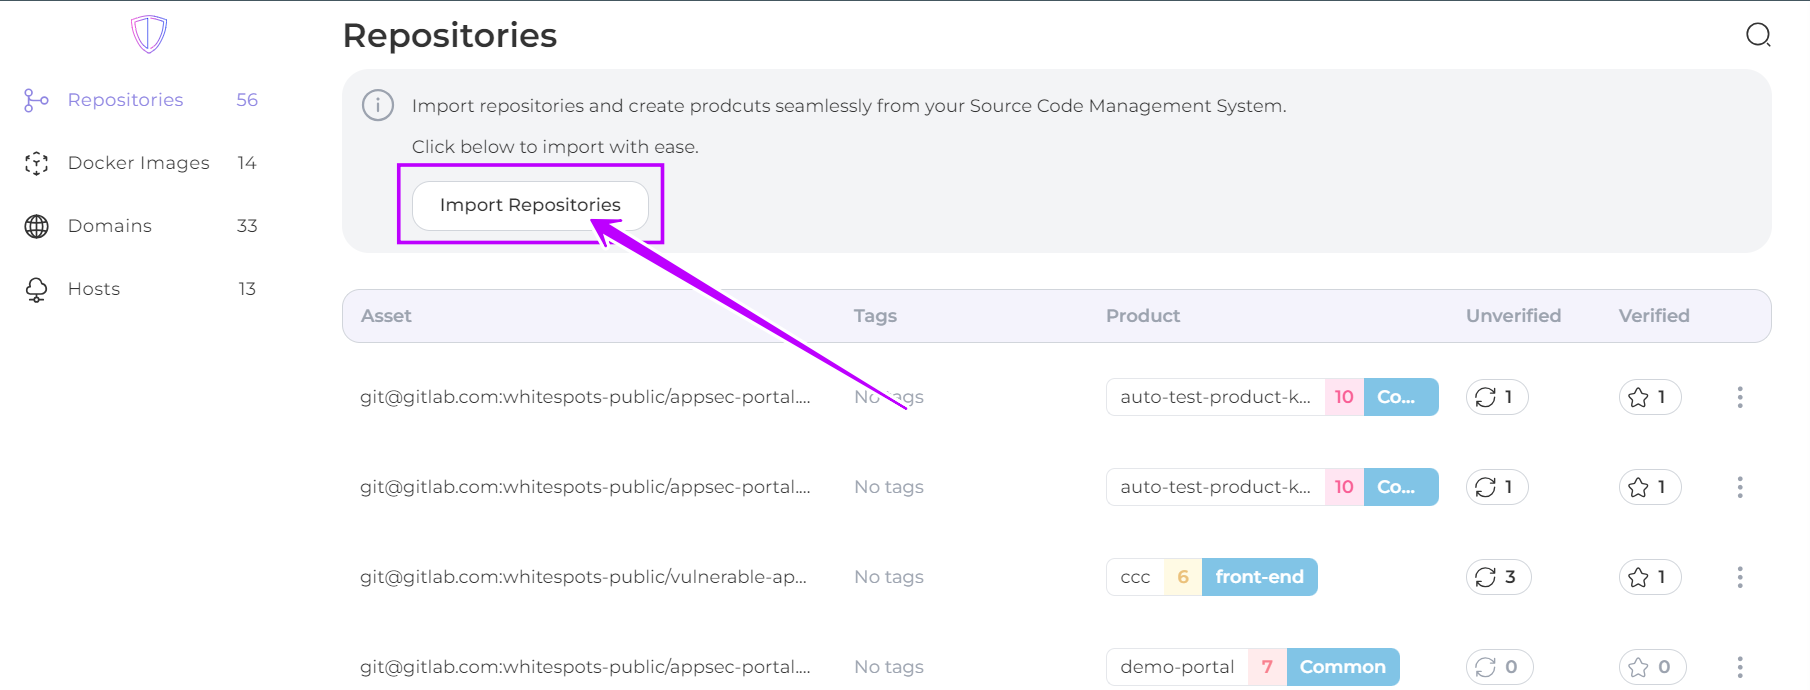 Repositories
Repositories 56
Docker Images 14
Domains 33
Hosts 13
Import repositories and create prodcuts seamlessly from your Source Code Management System.
Click below to import with ease.
Import Repositories
Asset Tags Product Unverified Verified
git@gitlab.com:whitespots-public/appsec-portal.... No tags auto-test-product-k... 10 Co... 1 1
git@gitlab.com:whitespots-public/appsec-portal.... No tags auto-test-product-k... 10 Co... 1 1
git@gitlab.com:whitespots-public/vulnerable-ap... No tags ccc 6 front-end 3 1
git@gitlab.com:whitespots-public/appsec-portal.... No tags demo-portal 7 Common 0 0